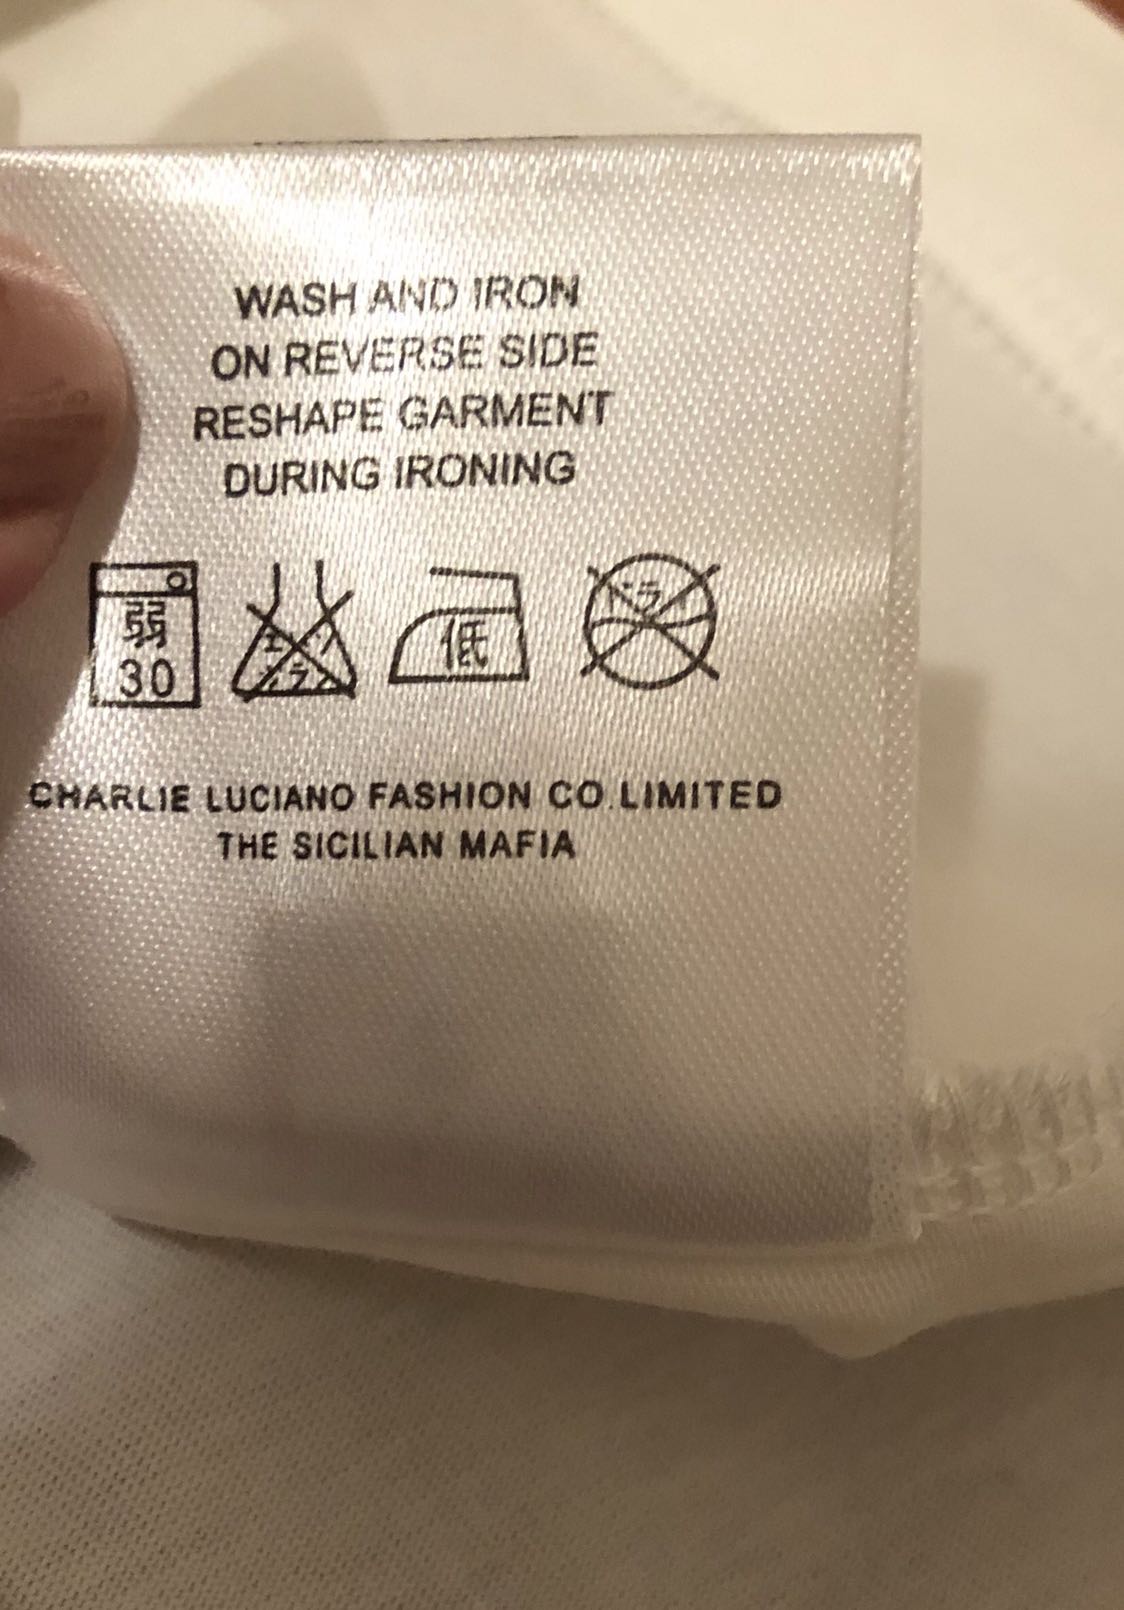 WASH AND IRON
ON REVERSE SIDE
RESHAPE GARMENT
DURING IRONING
弱 低
30
CHARLIE LUCIANO FASHION CO.LIMITED
THE SICILIAN MAFIA